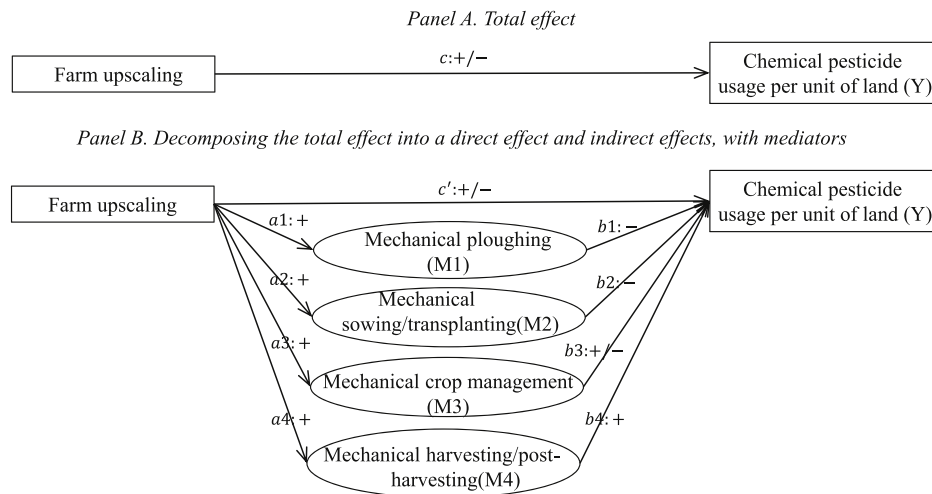 Panel A. Total effect
Farm upscaling
c:+/−
Chemical pesticide
usage per unit of land (Y)
Panel B. Decomposing the total effect into a direct effect and indirect effects, with mediators
Farm upscaling
c′:+/−
Chemical pesticide
usage per unit of land (Y)
a1:+
Mechanical ploughing
(M1)
b1:−
a2:+
Mechanical
sowing/transplanting(M2)
b2:−
a3:+
Mechanical crop management
(M3)
b3:+/−
a4:+
Mechanical harvesting/post-
harvesting(M4)
b4:+